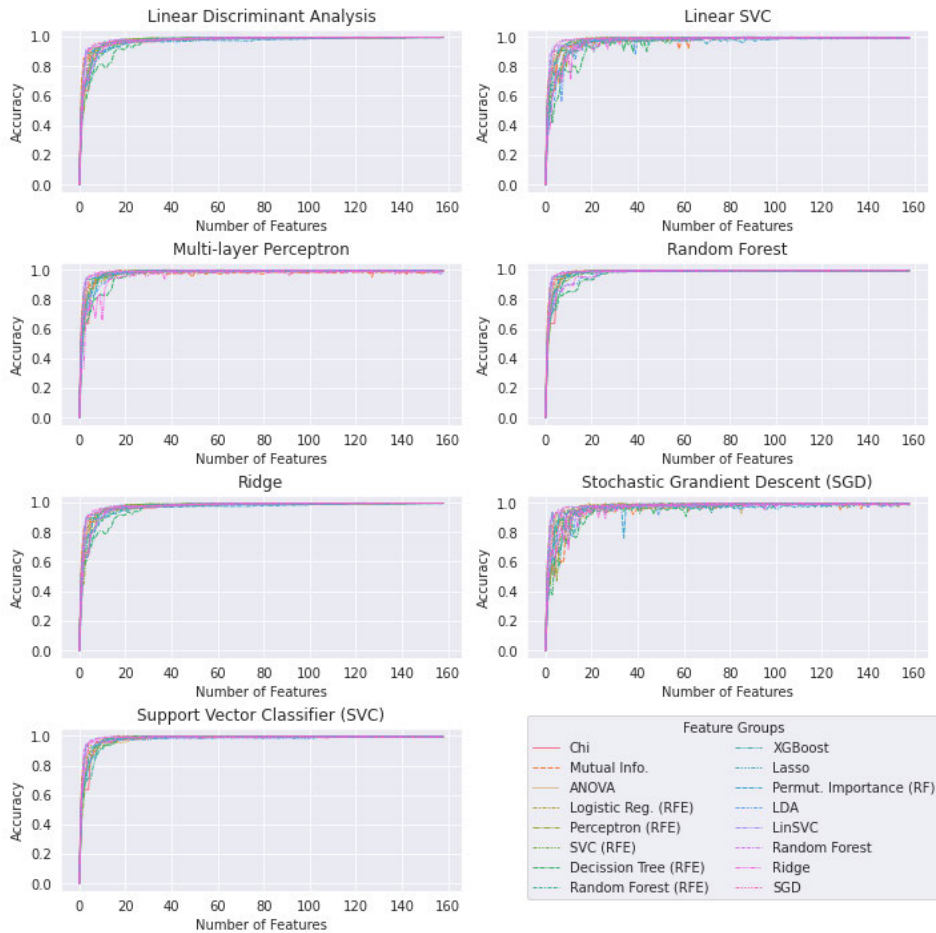 Linear Discriminant Analysis
1.0
0.8
0.6
0.4
0.2
0.0
Accuracy
0 20 40 60 80 100 120 140 160
Number of Features
Linear SVC
1.0
0.8
0.6
0.4
0.2
0.0
Accuracy
0 20 40 60 80 100 120 140 160
Number of Features
Multi-layer Perceptron
1.0
0.8
0.6
0.4
0.2
0.0
Accuracy
0 20 40 60 80 100 120 140 160
Number of Features
Random Forest
1.0
0.8
0.6
0.4
0.2
0.0
Accuracy
0 20 40 60 80 100 120 140 160
Number of Features
Ridge
1.0
0.8
0.6
0.4
0.2
0.0
Accuracy
0 20 40 60 80 100 120 140 160
Number of Features
Stochastic Grandient Descent (SGD)
1.0
0.8
0.6
0.4
0.2
0.0
Accuracy
0 20 40 60 80 100 120 140 160
Number of Features
Support Vector Classifier (SVC)
1.0
0.8
0.6
0.4
0.2
0.0
Accuracy
0 20 40 60 80 100 120 140 160
Number of Features
Feature Groups
Chi
Mutual Info.
ANOVA
Logistic Reg. (RFE)
Perceptron (RFE)
SVC (RFE)
Decission Tree (RFE)
Random Forest (RFE)
XGBoost
Lasso
Permut. Importance (RF)
LDA
LinSVC
Random Forest
Ridge
SGD